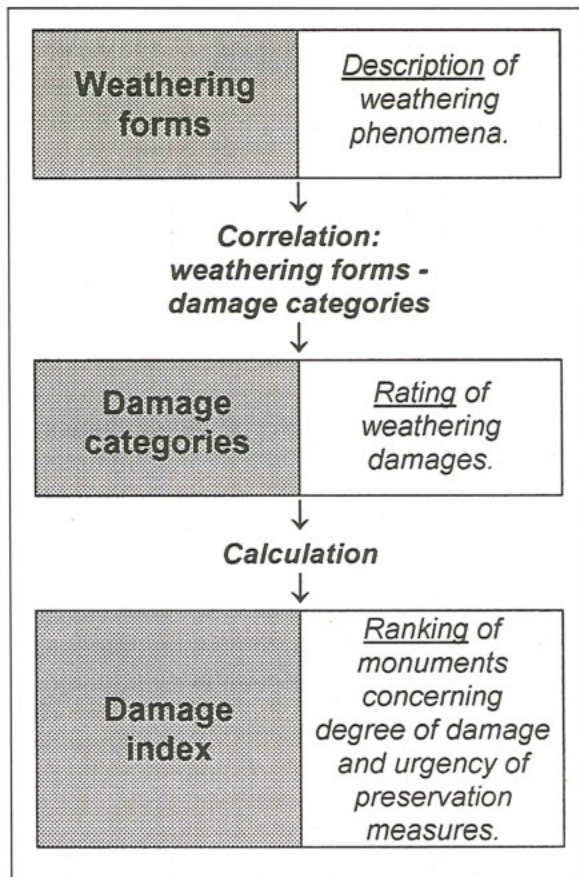 Weathering
forms
Description of
weathering
phenomena.
Correlation:
weathering forms -
damage categories
Damage
categories
Rating of
weathering
damages.
Calculation
Damage
index
Ranking of
monuments
concerning
degree of damage
and urgency of
preservation
measures.